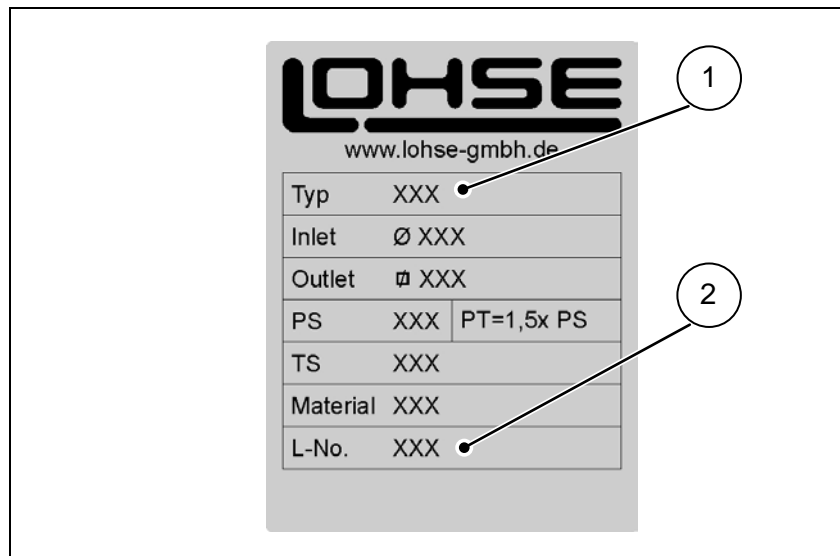 LOHSE
1
www.lohse-gmbh.de
Typ XXX
Inlet Ø XXX
Outlet XXX
PS XXX PT=1,5x PS
2
TS XXX
Material XXX
L-No. XXX